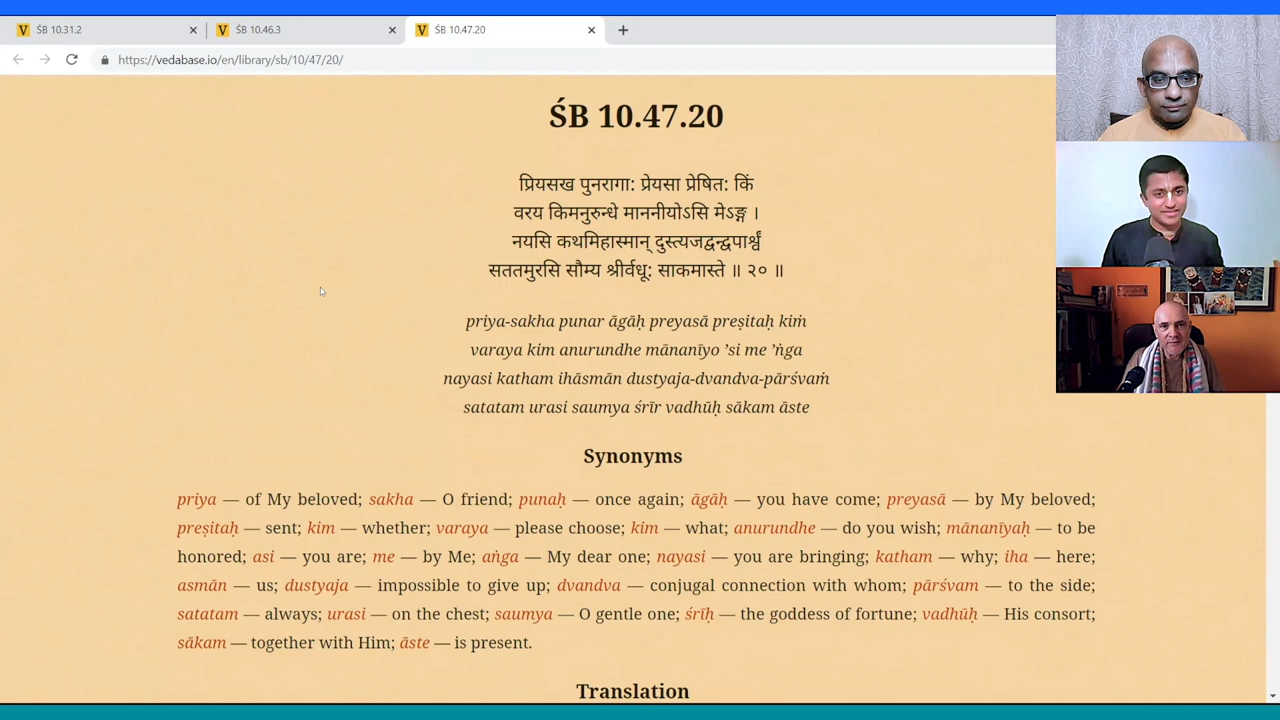 ŚB 10.31.2
ŚB 10.46.3
ŚB 10.47.20
https://vedabase.io/en/library/sb/10/47/20/
ŚB 10.47.20
प्रियसख पुनरागा: प्रेयसा प्रेषित: किं
वरय किमनुरुन्धे माननीयोऽसि मेऽङ्ग ।
नयसि कथमिहास्मान् दुस्त्यजद्वन्द्वपार्श्वं
सततमुरसि सौम्य श्रीर्वधू: साकमास्ते ॥ २० ॥
priya-sakha punar āgāḥ preyasā preṣitaḥ kiṁ
varaya kim anurundhe mānanīyo ’si me ’ṅga
nayasi katham ihāsmān dustyaja-dvandva-pārśvaṁ
satatam urasi saumya śrīr vadhūḥ sākam āste
Synonyms
priya — of My beloved; sakha — O friend; punaḥ — once again; āgāḥ — you have come; preyasā — by My beloved;
preṣitaḥ — sent; kim — whether; varaya — please choose; kim — what; anurundhe — do you wish; mānanīyaḥ — to be
honored; asi — you are; me — by Me; aṅga — My dear one; nayasi — you are bringing; katham — why; iha — here;
asmān — us; dustyaja — impossible to give up; dvandva — conjugal connection with whom; pārśvam — to the side;
satatam — always; urasi — on the chest; saumya — O gentle one; śrīḥ — the goddess of fortune; vadhūḥ — His consort;
sākam — together with Him; āste — is present.
Translation